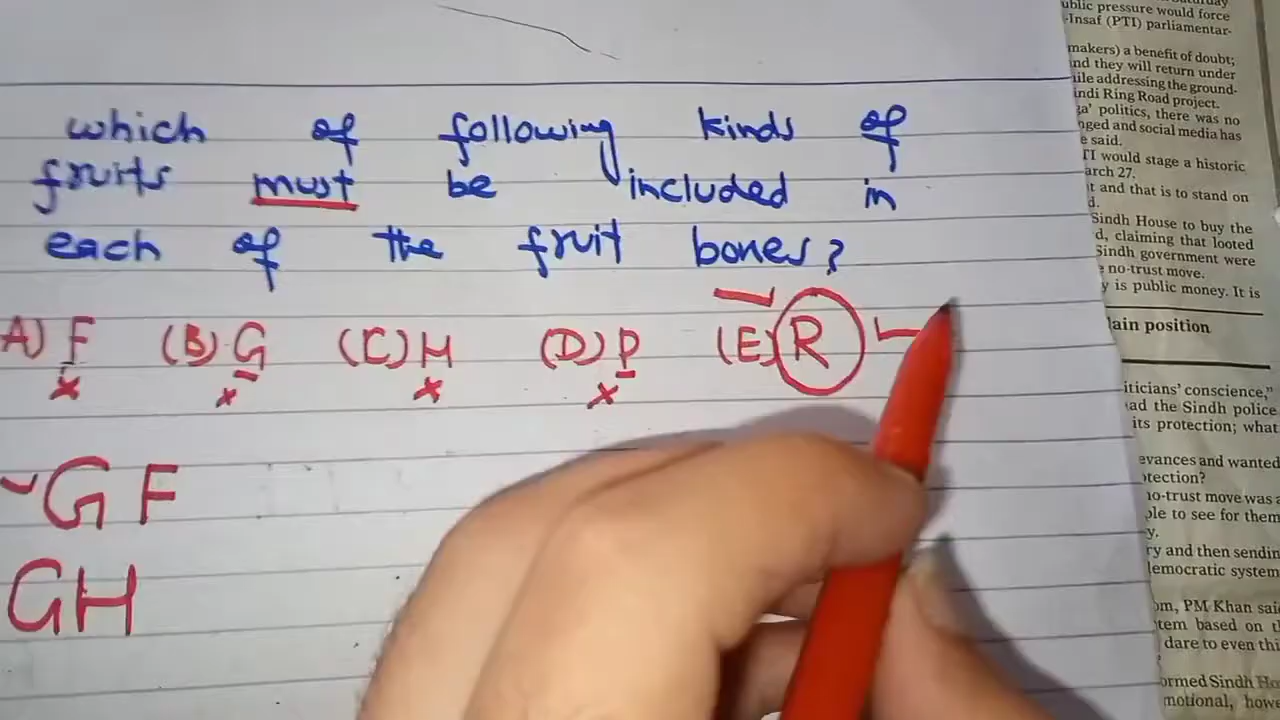 which of following kinds of
fruits must be included in
each of the fruit bones?
A) F (B) G (C) H (D) P (E) R
G F
GH
ublic pressure would force
-Insaf (PTI) parliamentar-
makers) a benefit of doubt;
nd they will return under
ile addressing the ground-
indi Ring Road project.
ga' politics, there was no
nged and social media has
e said.
TI would stage a historic
arch 27.
t and that is to stand on
d.
Sindh House to buy the
d, claiming that looted
Sindh government were
e no-trust move.
y is public money. It is
lain position
iticians' conscience,"
ad the Sindh police
its protection; what
evances and wanted
otection?
no-trust move was a
ple to see for them
y.
ry and then sendin
lemocratic system
om, PM Khan said
tem based on t
dare to even thi
ormed Sindh Ho
motional, howe